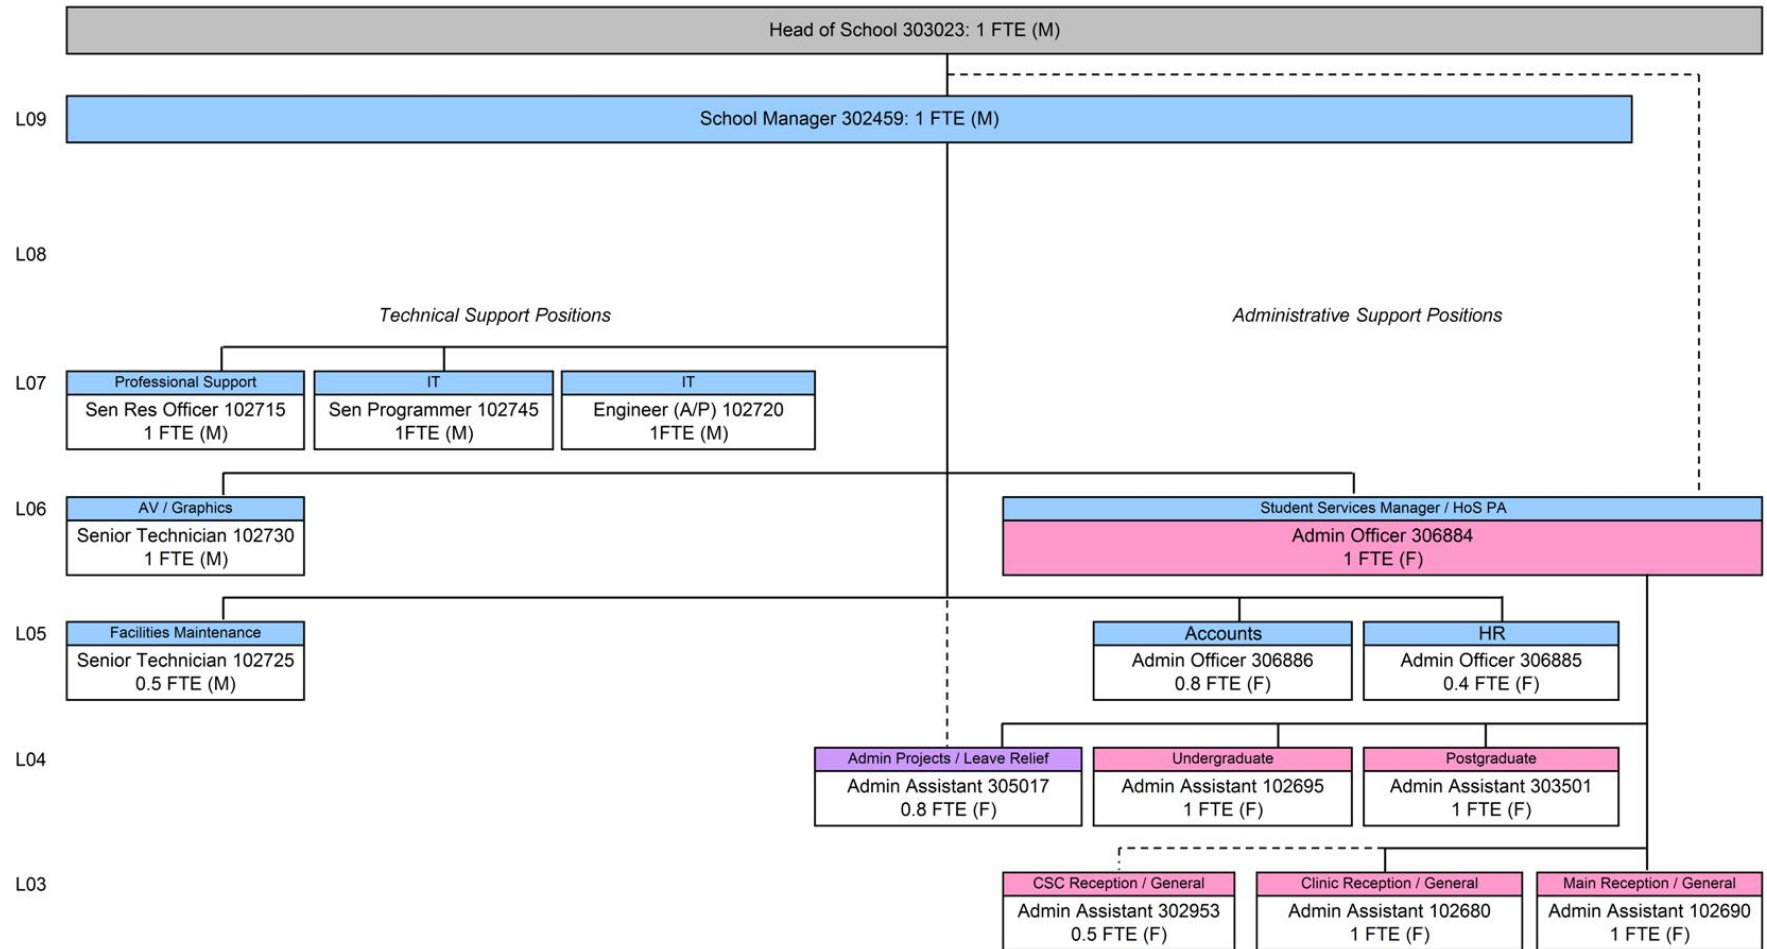 Head of School 303023: 1 FTE (M)
L09
School Manager 302459: 1 FTE (M)
L08
Technical Support Positions
Administrative Support Positions
L07
Professional Support
Sen Res Officer 102715
1 FTE (M)
IT
Sen Programmer 102745
1FTE (M)
IT
Engineer (A/P) 102720
1FTE (M)
L06
AV / Graphics
Senior Technician 102730
1 FTE (M)
Student Services Manager / HoS PA
Admin Officer 306884
1 FTE (F)
L05
Facilities Maintenance
Senior Technician 102725
0.5 FTE (M)
Accounts
Admin Officer 306886
0.8 FTE (F)
HR
Admin Officer 306885
0.4 FTE (F)
L04
Admin Projects / Leave Relief
Admin Assistant 305017
0.8 FTE (F)
Undergraduate
Admin Assistant 102695
1 FTE (F)
Postgraduate
Admin Assistant 303501
1 FTE (F)
L03
CSC Reception / General
Admin Assistant 302953
0.5 FTE (F)
Clinic Reception / General
Admin Assistant 102680
1 FTE (F)
Main Reception / General
Admin Assistant 102690
1 FTE (F)